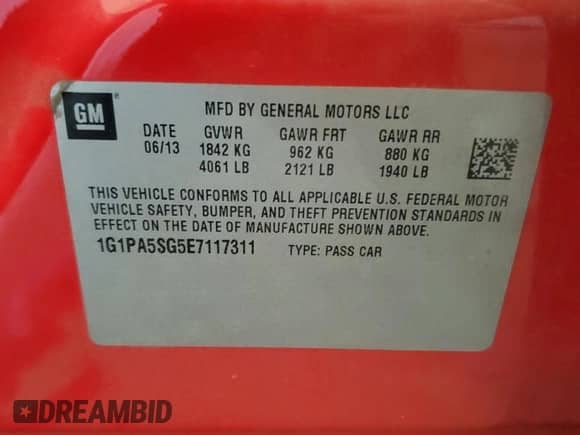 GM ®
MFD BY GENERAL MOTORS LLC
DATE GVWR GAWR FRT GAWR RR
06/13 1842 KG 962 KG 880 KG
4061 LB 2121 LB 1940 LB
THIS VEHICLE CONFORMS TO ALL APPLICABLE U.S. FEDERAL MOTOR
VEHICLE SAFETY, BUMPER, AND THEFT PREVENTION STANDARDS IN
EFFECT ON THE DATE OF MANUFACTURE SHOWN ABOVE.
1G1PA5SG5E7117311 TYPE: PASS CAR
DREAMBID